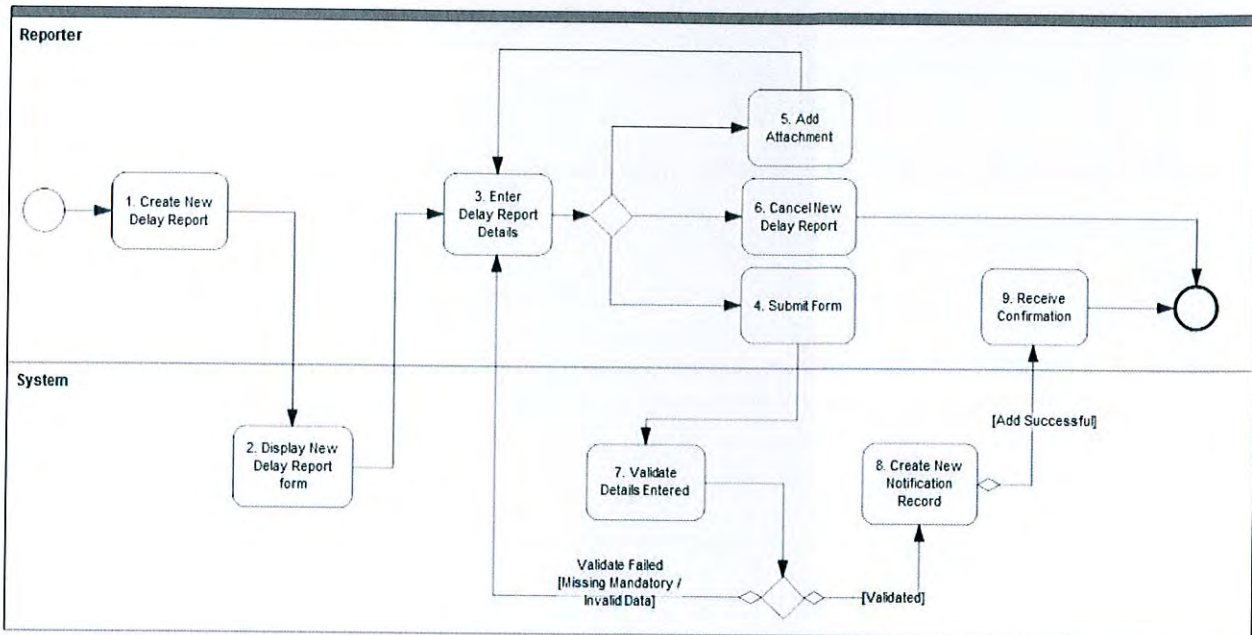 Reporter
5. Add
Attachment
1. Create New
Delay Report
3. Enter
Delay Report
Details
6. Cancel New
Delay Report
4. Submit Form
9. Receive
Confirmation
System
[Add Successful]
2. Display New
Delay Report
form
7. Validate
Details Entered
8. Create New
Notification
Record
Validate Failed
[Missing Mandatory /
Invalid Data]
[Validated]